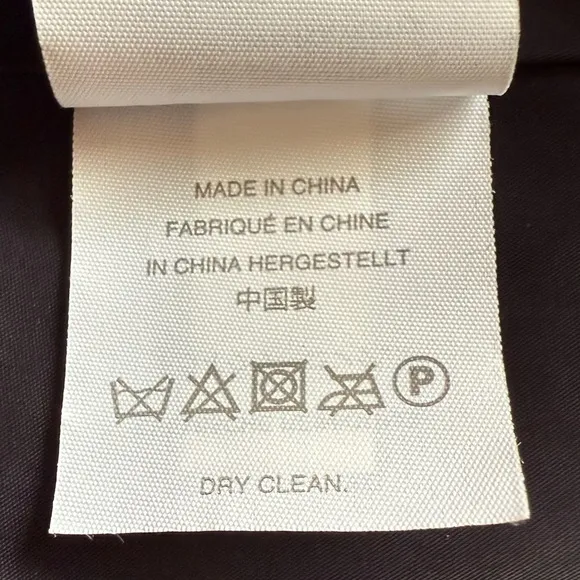 MADE IN CHINA
FABRIQUÉ EN CHINE
IN CHINA HERGESTELLT
中国製
P
DRY CLEAN.